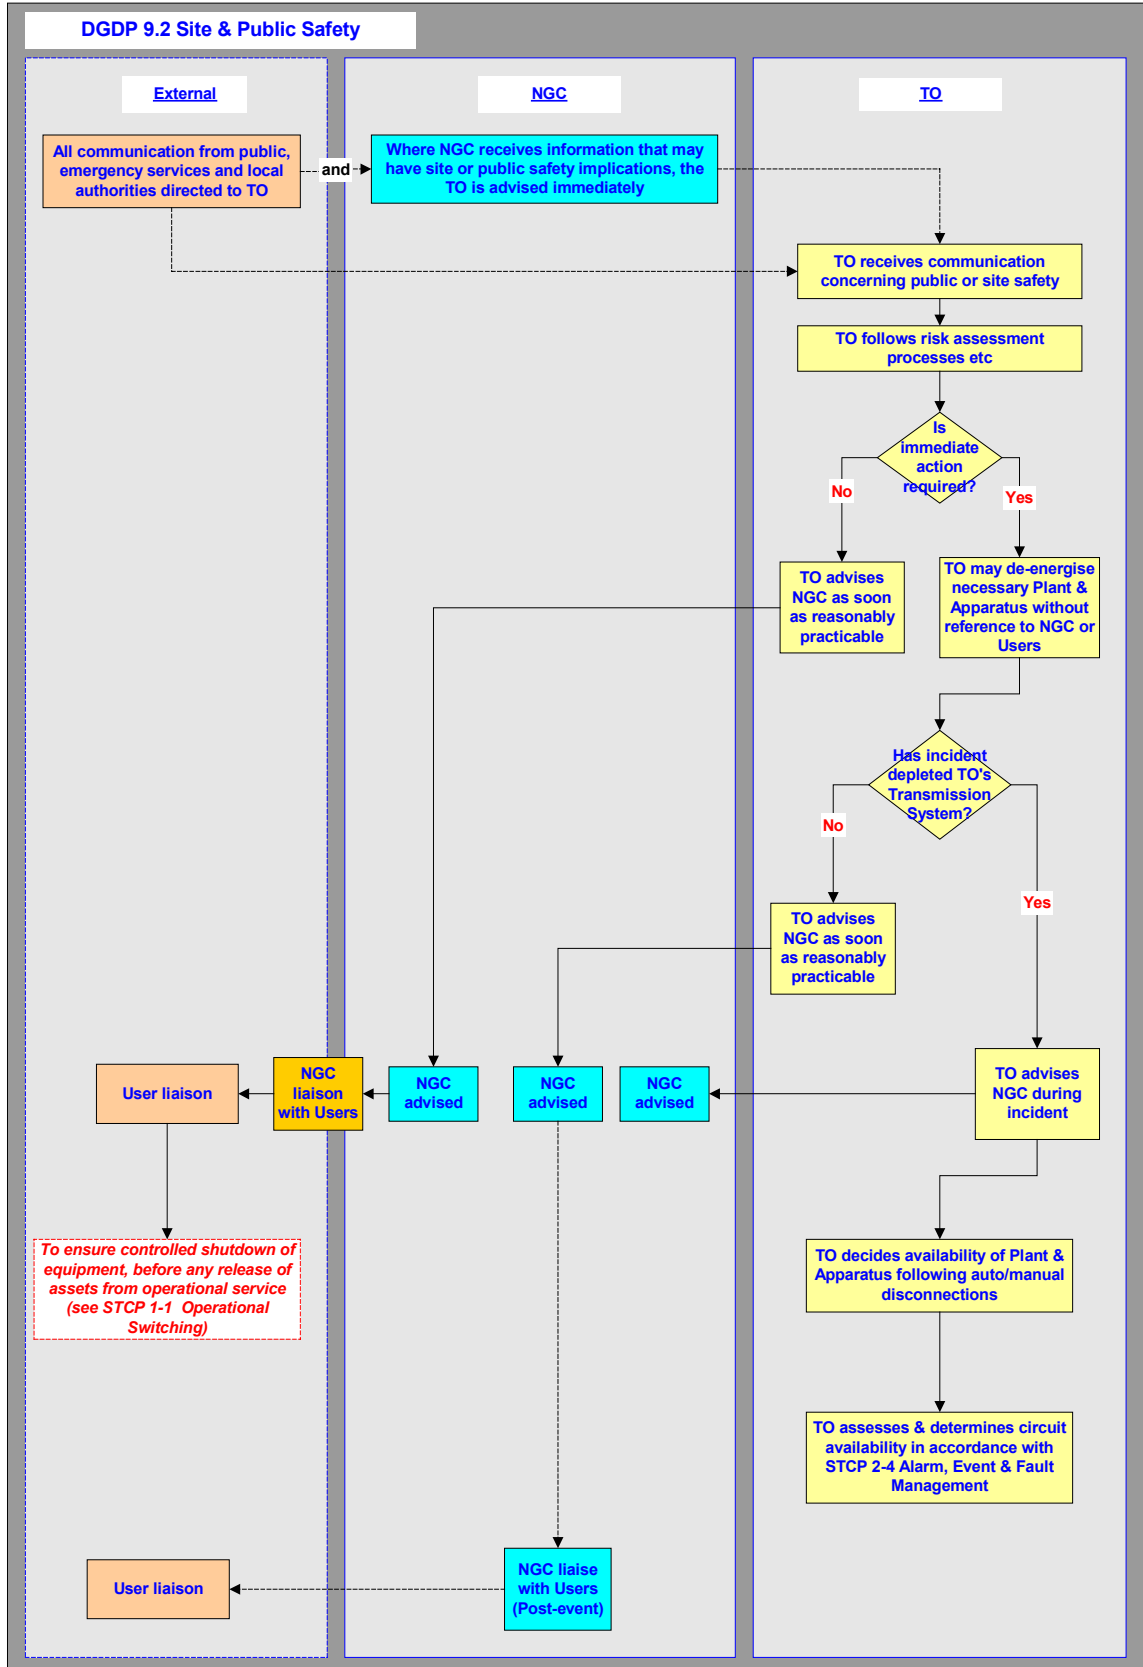 DGDP 9.2 Site & Public Safety
External
NGC
TO
All communication from public,
emergency services and local
authorities directed to TO
and
Where NGC receives information that may
have site or public safety implications, the
TO is advised immediately
TO receives communication
concerning public or site safety
TO follows risk assessment
processes etc
Is
immediate
action
required?
No
Yes
TO advises
NGC as soon
as reasonably
practicable
TO may de-energise
necessary Plant &
Apparatus without
reference to NGC or
Users
Has incident
depleted TO's
Transmission
System?
No
Yes
TO advises
NGC as soon
as reasonably
practicable
User liaison
NGC
liaison
with Users
NGC
advised
NGC
advised
NGC
advised
TO advises
NGC during
incident
To ensure controlled shutdown of
equipment, before any release of
assets from operational service
(see STCP 1-1  Operational
Switching)
TO decides availability of Plant &
Apparatus following auto/manual
disconnections
TO assesses & determines circuit
availability in accordance with
STCP 2-4 Alarm, Event & Fault
Management
User liaison
NGC liaise
with Users
(Post-event)